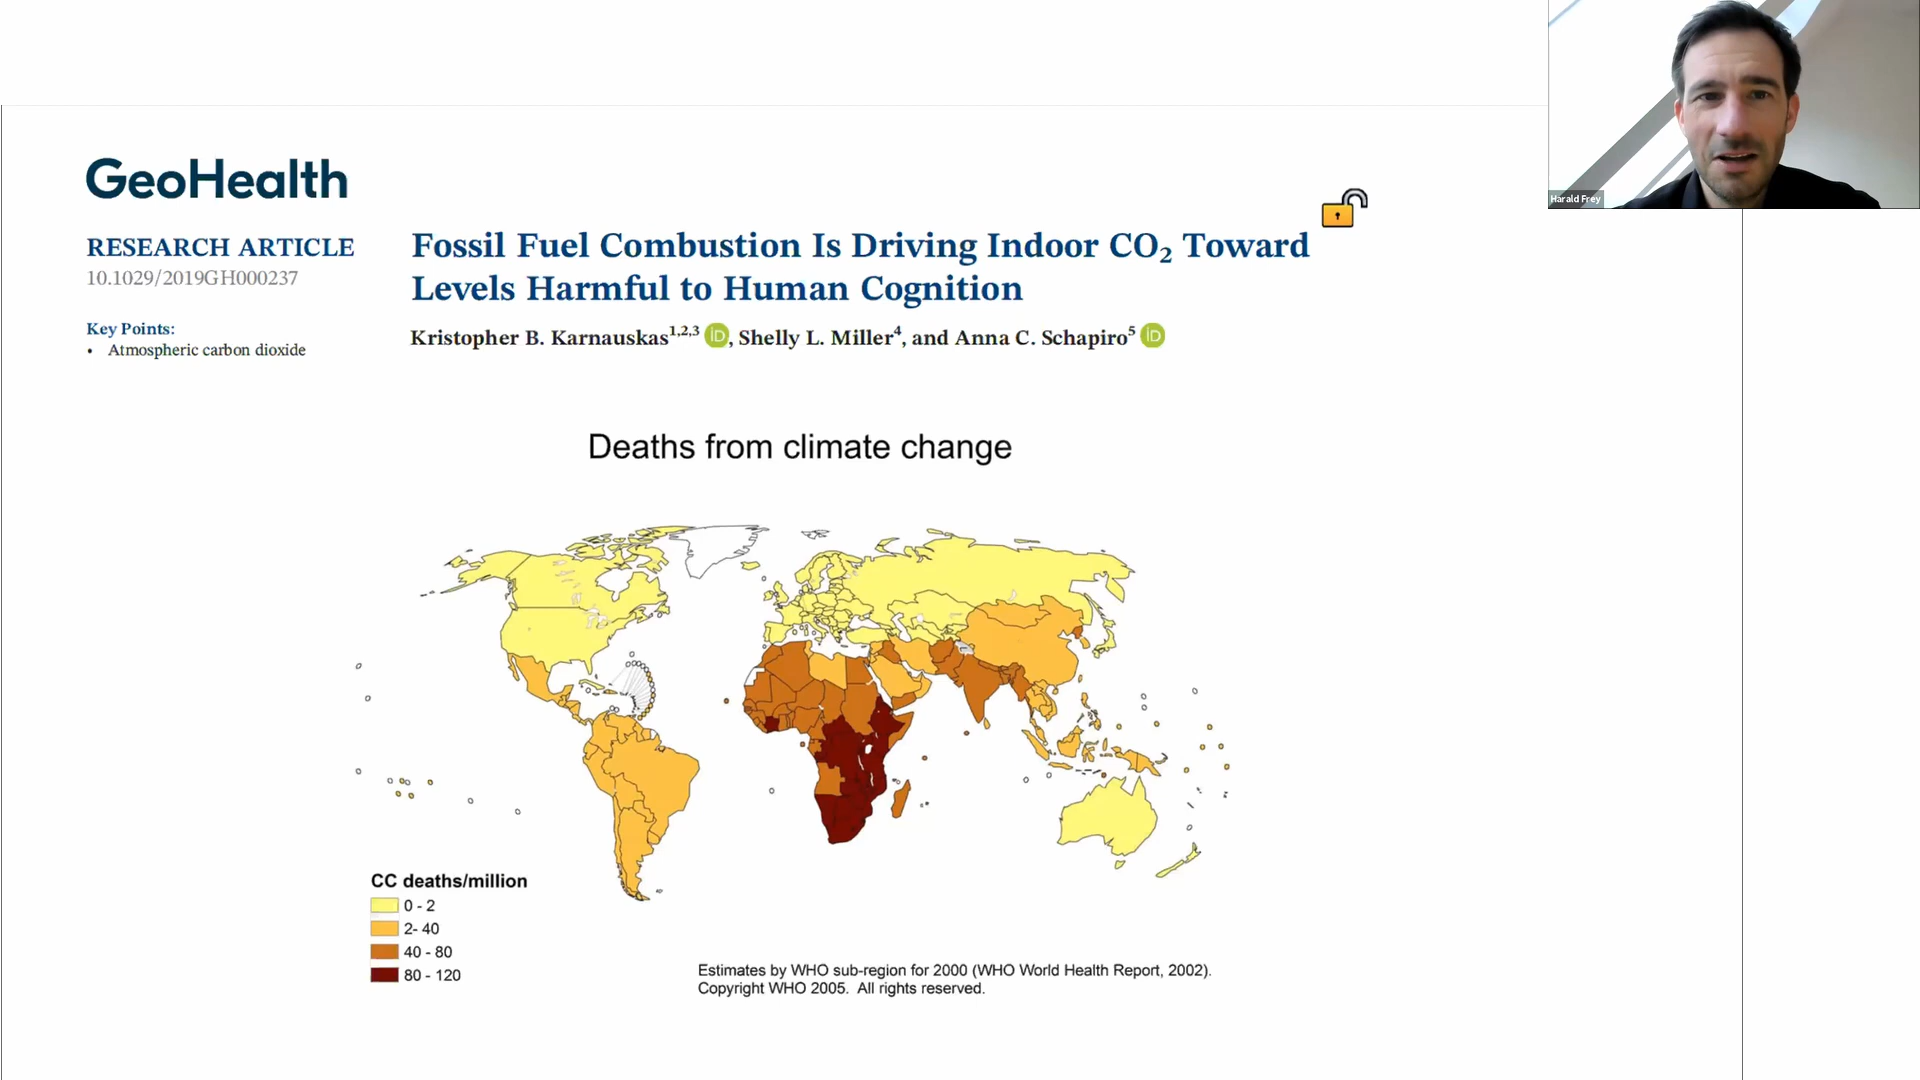 Harald Frey
GeoHealth
RESEARCH ARTICLE
10.1029/2019GH000237
Key Points:
• Atmospheric carbon dioxide
Fossil Fuel Combustion Is Driving Indoor CO₂ Toward
Levels Harmful to Human Cognition
Kristopher B. Karnauskas1,2,3 iD, Shelly L. Miller4, and Anna C. Schapiro5 iD
Deaths from climate change
CC deaths/million
0 - 2
2- 40
40 - 80
80 - 120
Estimates by WHO sub-region for 2000 (WHO World Health Report, 2002).
Copyright WHO 2005. All rights reserved.